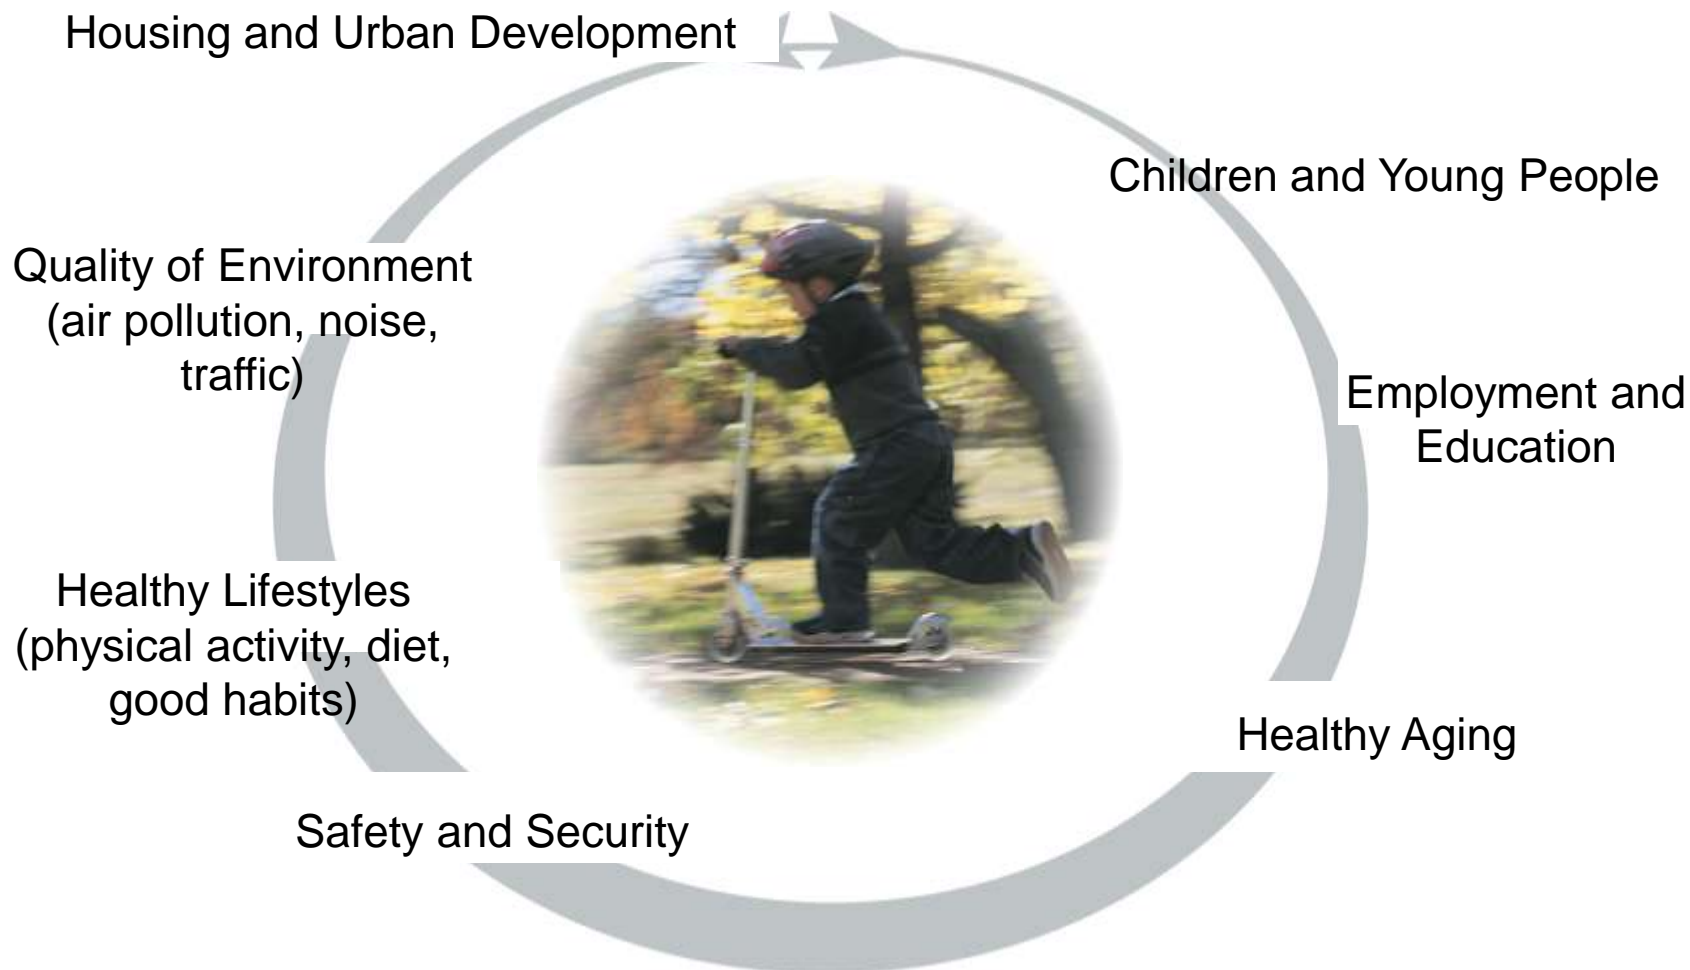 Housing and Urban Development
Children and Young People
Quality of Environment
(air pollution, noise,
traffic)
Employment and
Education
Healthy Lifestyles
(physical activity, diet,
good habits)
Healthy Aging
Safety and Security